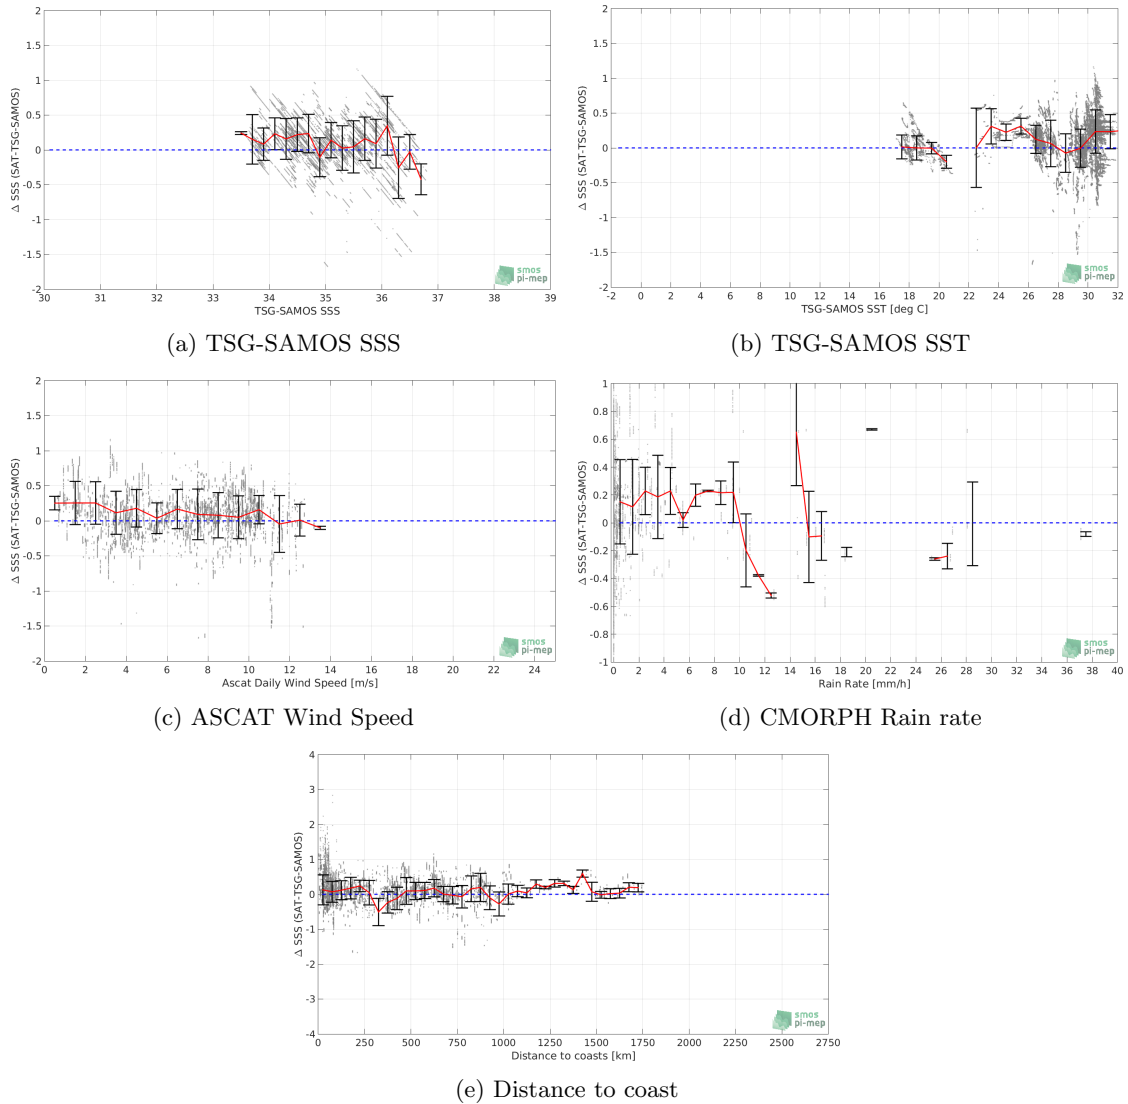 2
1.5
1
0.5
0
-0.5
-1
-1.5
-2
Δ SSS (SAT-TSG-SAMOS)
30 31 32 33 34 35 36 37 38 39
TSG-SAMOS SSS
smos
pi-mep
(a) TSG-SAMOS SSS
2
1.5
1
0.5
0
-0.5
-1
-1.5
-2
Δ SSS (SAT-TSG-SAMOS)
-2 0 2 4 6 8 10 12 14 16 18 20 22 24 26 28 30 32
TSG-SAMOS SST [deg C]
smos
pi-mep
(b) TSG-SAMOS SST
2
1.5
1
0.5
0
-0.5
-1
-1.5
-2
Δ SSS (SAT-TSG-SAMOS)
0 2 4 6 8 10 12 14 16 18 20 22 24
Ascat Daily Wind Speed [m/s]
smos
pi-mep
(c) ASCAT Wind Speed
1
0.8
0.6
0.4
0.2
0
-0.2
-0.4
-0.6
-0.8
-1
Δ SSS (SAT-TSG-SAMOS)
0 2 4 6 8 10 12 14 16 18 20 22 24 26 28 30 32 34 36 38 40
Rain Rate [mm/h]
smos
pi-mep
(d) CMORPH Rain rate
4
3
2
1
0
-1
-2
-3
-4
Δ SSS (SAT-TSG-SAMOS)
0 250 500 750 1000 1250 1500 1750 2000 2250 2500 2750
Distance to coasts [km]
smos
pi-mep
(e) Distance to coast